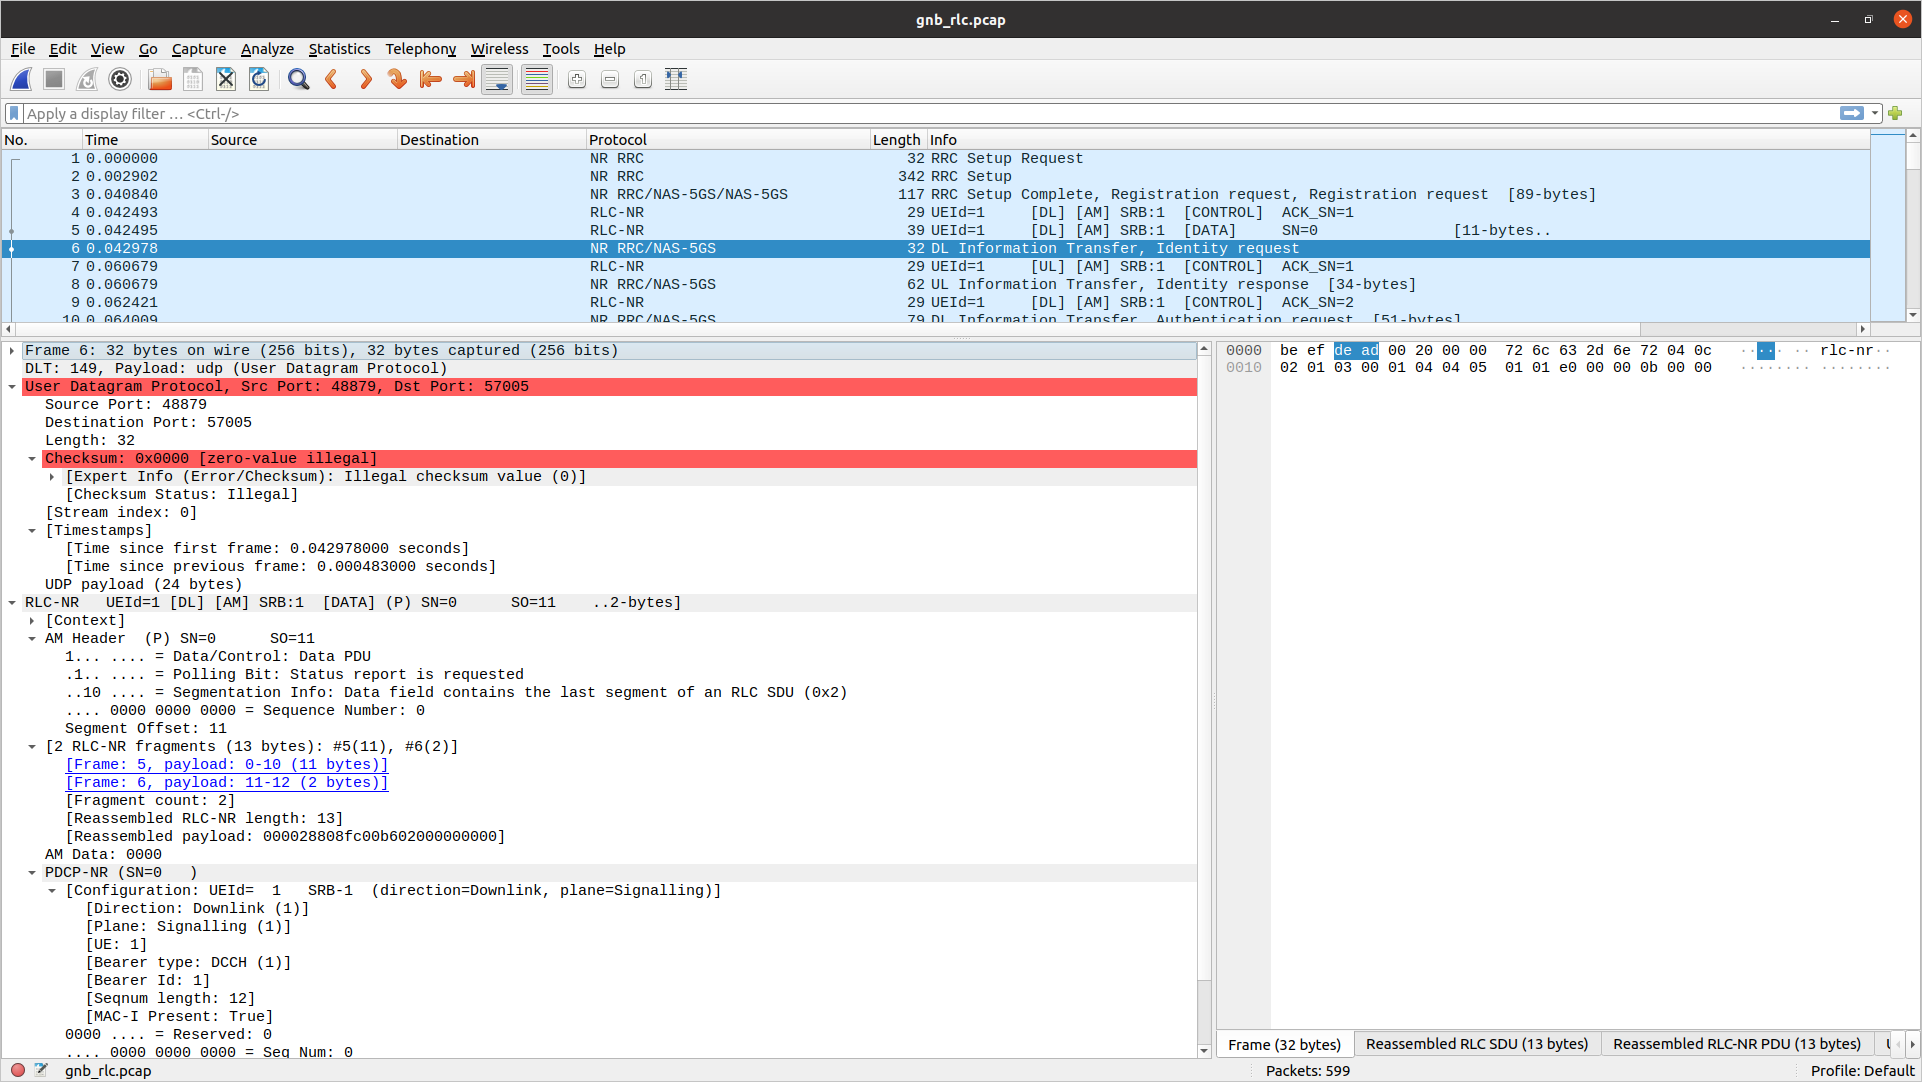 gnb_rlc.pcap
File Edit View Go Capture Analyze Statistics Telephony Wireless Tools Help
Apply a display filter … <Ctrl-/>
No. Time Source Destination Protocol Length Info
1 0.000000 NR RRC 32 RRC Setup Request
2 0.002902 NR RRC 342 RRC Setup
3 0.040840 NR RRC/NAS-5GS/NAS-5GS 117 RRC Setup Complete, Registration request, Registration request [89-bytes]
4 0.042493 RLC-NR 29 UEId=1 [DL] [AM] SRB:1 [CONTROL] ACK_SN=1
5 0.042495 RLC-NR 39 UEId=1 [DL] [AM] SRB:1 [DATA] SN=0 [11-bytes..
6 0.042978 NR RRC/NAS-5GS 32 DL Information Transfer, Identity request
7 0.060679 RLC-NR 29 UEId=1 [UL] [AM] SRB:1 [CONTROL] ACK_SN=1
8 0.060679 NR RRC/NAS-5GS 62 UL Information Transfer, Identity response [34-bytes]
9 0.062421 RLC-NR 29 UEId=1 [DL] [AM] SRB:1 [CONTROL] ACK_SN=2
10 0.064009 NR RRC/NAS-5GS 79 DL Information Transfer, Authentication request [51-bytes]
Frame 6: 32 bytes on wire (256 bits), 32 bytes captured (256 bits)
DLT: 149, Payload: udp (User Datagram Protocol)
User Datagram Protocol, Src Port: 48879, Dst Port: 57005
Source Port: 48879
Destination Port: 57005
Length: 32
Checksum: 0x0000 [zero-value illegal]
[Expert Info (Error/Checksum): Illegal checksum value (0)]
[Checksum Status: Illegal]
[Stream index: 0]
[Timestamps]
[Time since first frame: 0.042978000 seconds]
[Time since previous frame: 0.000483000 seconds]
UDP payload (24 bytes)
RLC-NR UEId=1 [DL] [AM] SRB:1 [DATA] (P) SN=0 SO=11 ..2-bytes]
[Context]
AM Header (P) SN=0 SO=11
1... .... = Data/Control: Data PDU
.1.. .... = Polling Bit: Status report is requested
..10 .... = Segmentation Info: Data field contains the last segment of an RLC SDU (0x2)
.... 0000 0000 0000 = Sequence Number: 0
Segment Offset: 11
[2 RLC-NR fragments (13 bytes): #5(11), #6(2)]
[Frame: 5, payload: 0-10 (11 bytes)]
[Frame: 6, payload: 11-12 (2 bytes)]
[Fragment count: 2]
[Reassembled RLC-NR length: 13]
[Reassembled payload: 000028808fc00b602000000000]
AM Data: 0000
PDCP-NR (SN=0 )
[Configuration: UEId= 1 SRB-1 (direction=Downlink, plane=Signalling)]
[Direction: Downlink (1)]
[Plane: Signalling (1)]
[UE: 1]
[Bearer type: DCCH (1)]
[Bearer Id: 1]
[Seqnum length: 12]
[MAC-I Present: True]
0000 .... = Reserved: 0
.... 0000 0000 0000 = Seq Num: 0
0000 be ef de ad 00 20 00 00 72 6c 63 2d 6e 72 04 0c ····· ·· rlc-nr··
0010 02 01 03 00 01 04 04 05 01 01 e0 00 00 0b 00 00 ········ ········
Frame (32 bytes) Reassembled RLC SDU (13 bytes) Reassembled RLC-NR PDU (13 bytes)
gnb_rlc.pcap Packets: 599 Profile: Default